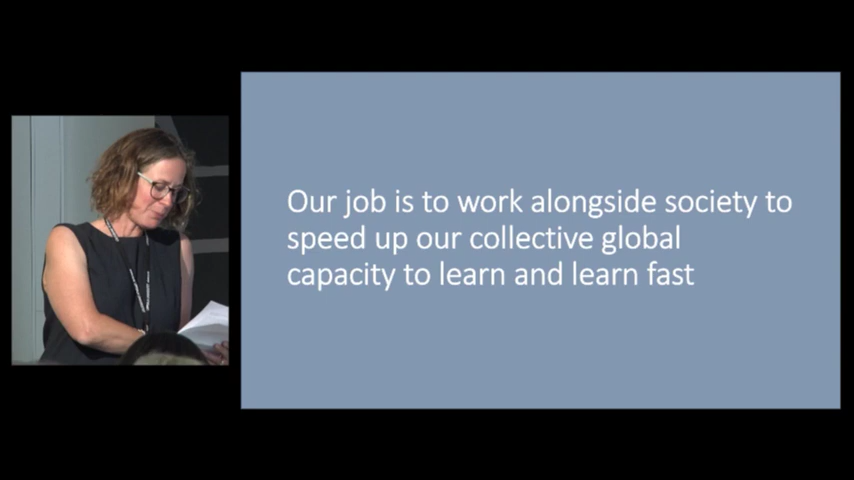 Our job is to work alongside society to
speed up our collective global
capacity to learn and learn fast